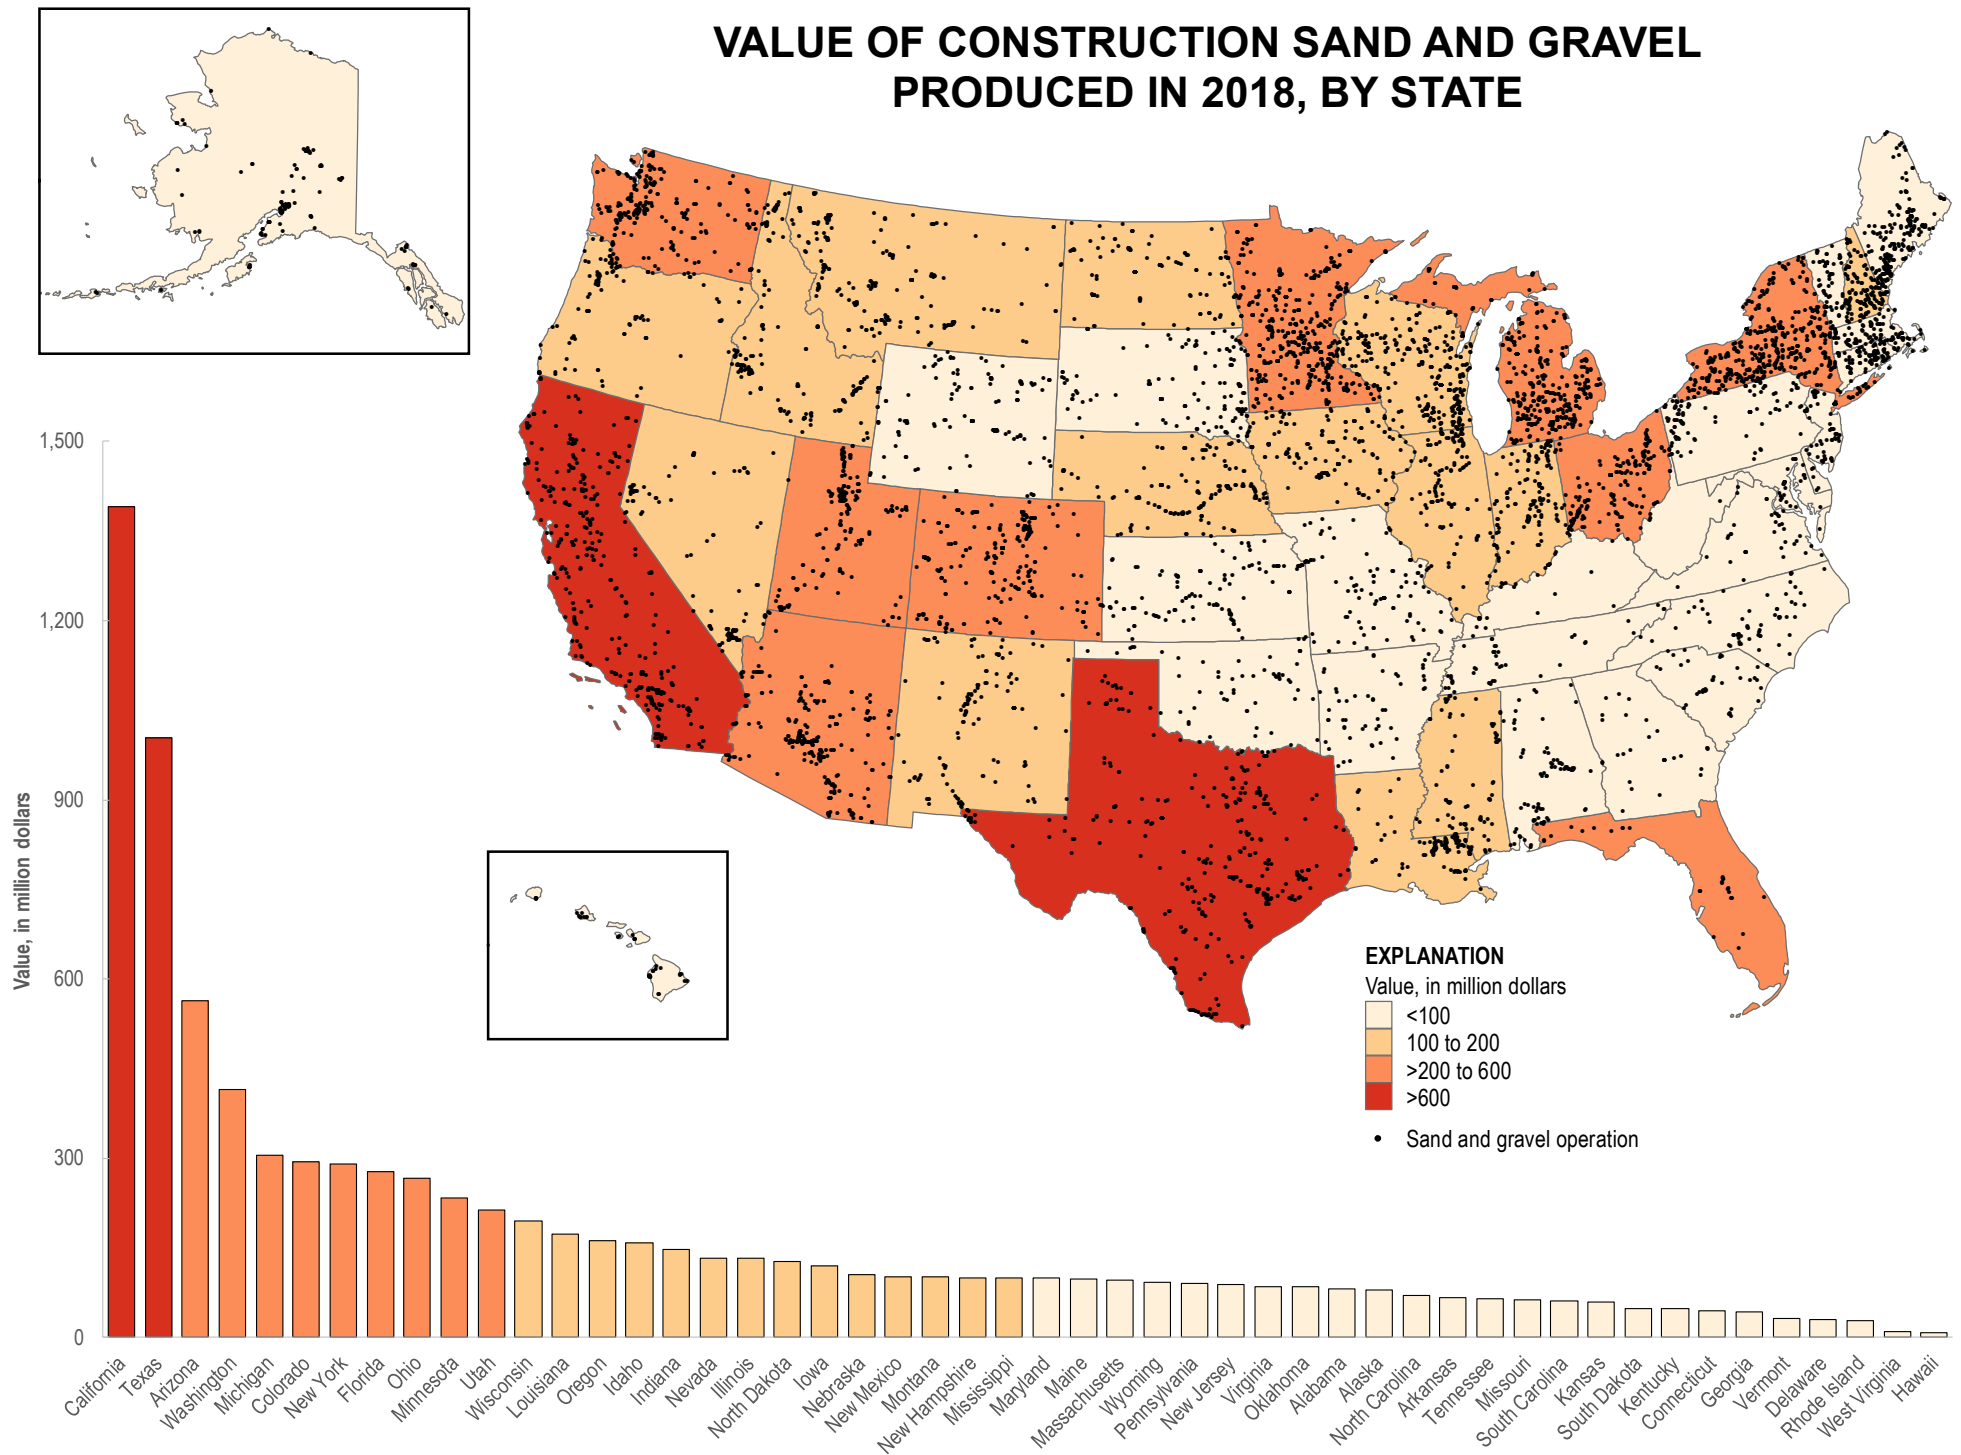 VALUE OF CONSTRUCTION SAND AND GRAVEL
PRODUCED IN 2018, BY STATE
Value, in million dollars
1,500
1,200
900
600
300
0
EXPLANATION
Value, in million dollars
<100
100 to 200
>200 to 600
>600
Sand and gravel operation
California
Texas
Arizona
Washington
Michigan
Colorado
New York
Florida
Ohio
Minnesota
Utah
Wisconsin
Louisiana
Oregon
Idaho
Indiana
Nevada
Illinois
North Dakota
Iowa
Nebraska
New Mexico
Montana
New Hampshire
Mississippi
Maryland
Maine
Massachusetts
Wyoming
Pennsylvania
New Jersey
Virginia
Oklahoma
Alabama
Alaska
North Carolina
Arkansas
Tennessee
Missouri
South Carolina
Kansas
South Dakota
Kentucky
Connecticut
Georgia
Vermont
Delaware
Rhode Island
West Virginia
Hawaii